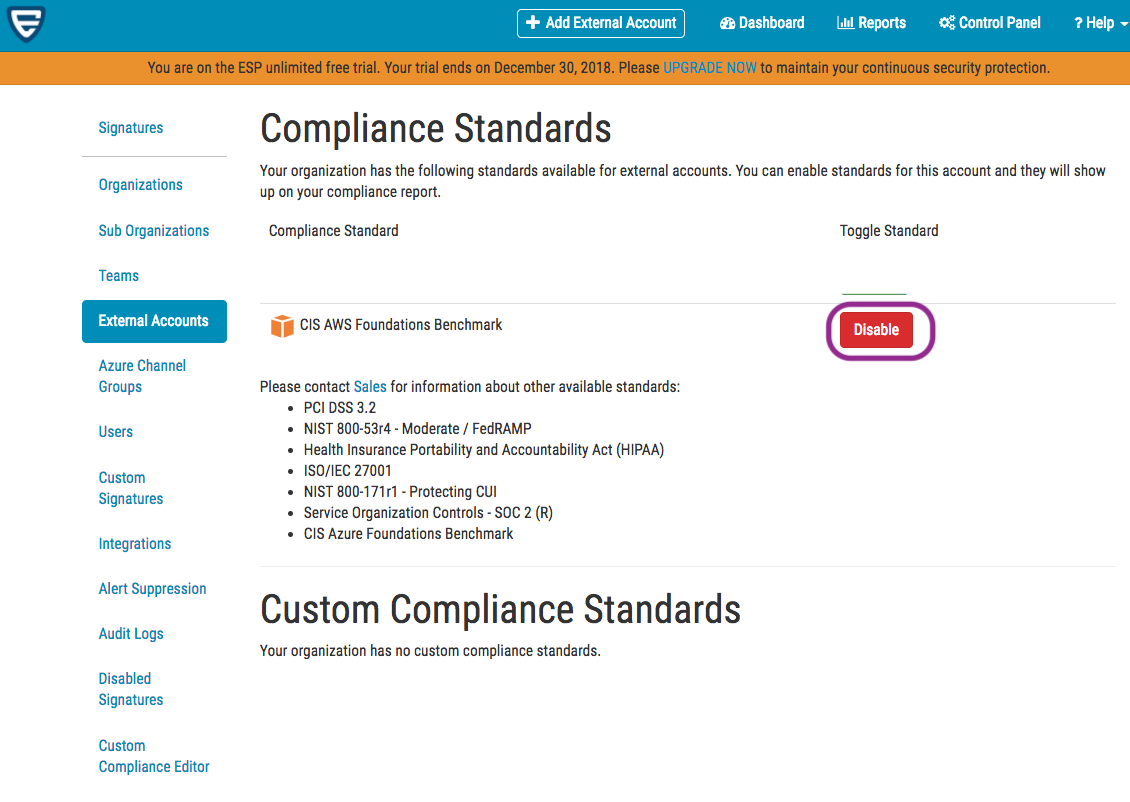 Add External Account Dashboard Reports Control Panel ? Help
You are on the ESP unlimited free trial. Your trial ends on December 30, 2018. Please UPGRADE NOW to maintain your continuous security protection.
Signatures
Organizations
Sub Organizations
Teams
External Accounts
Azure Channel
Groups
Users
Custom
Signatures
Integrations
Alert Suppression
Audit Logs
Disabled
Signatures
Custom
Compliance Editor
Compliance Standards
Your organization has the following standards available for external accounts. You can enable standards for this account and they will show
up on your compliance report.
Compliance Standard Toggle Standard
CIS AWS Foundations Benchmark Disable
Please contact Sales for information about other available standards:
• PCI DSS 3.2
• NIST 800-53r4 - Moderate / FedRAMP
• Health Insurance Portability and Accountability Act (HIPAA)
• ISO/IEC 27001
• NIST 800-171r1 - Protecting CUI
• Service Organization Controls - SOC 2 (R)
• CIS Azure Foundations Benchmark
Custom Compliance Standards
Your organization has no custom compliance standards.